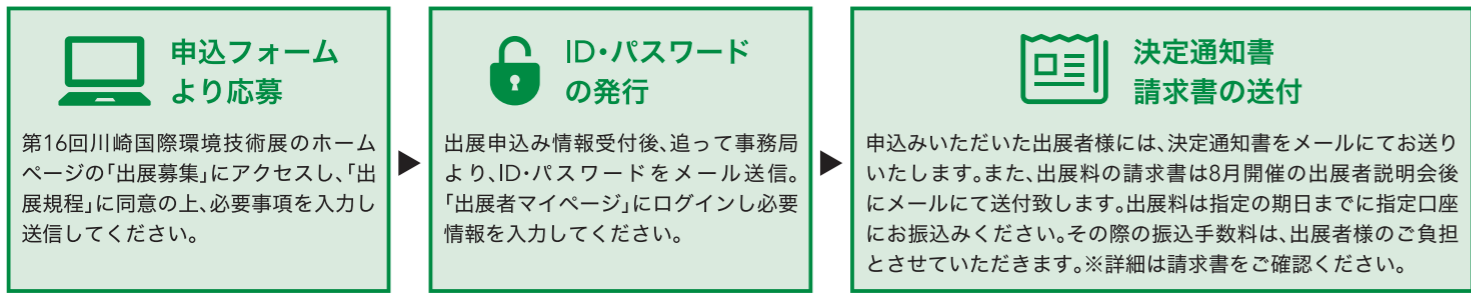 申込フォーム
より応募
第16回川崎国際環境技術展のホーム
ページの「出展募集」にアクセスし、「出
展規程」に同意の上、必要事項を入力し
送信してください。
ID・パスワード
の発行
出展申込み情報受付後、追って事務局
より、ID・パスワードをメール送信。
「出展者マイページ」にログインし必要
情報を入力してください。
決定通知書
請求書の送付
申込みいただいた出展者様には、決定通知書をメールにてお送り
いたします。また、出展料の請求書は8月開催の出展者説明会後
にメールにて送付致します。出展料は指定の期日までに指定口座
にお振込みください。その際の振込手数料は、出展者様のご負担
とさせていただきます。※詳細は請求書をご確認ください。